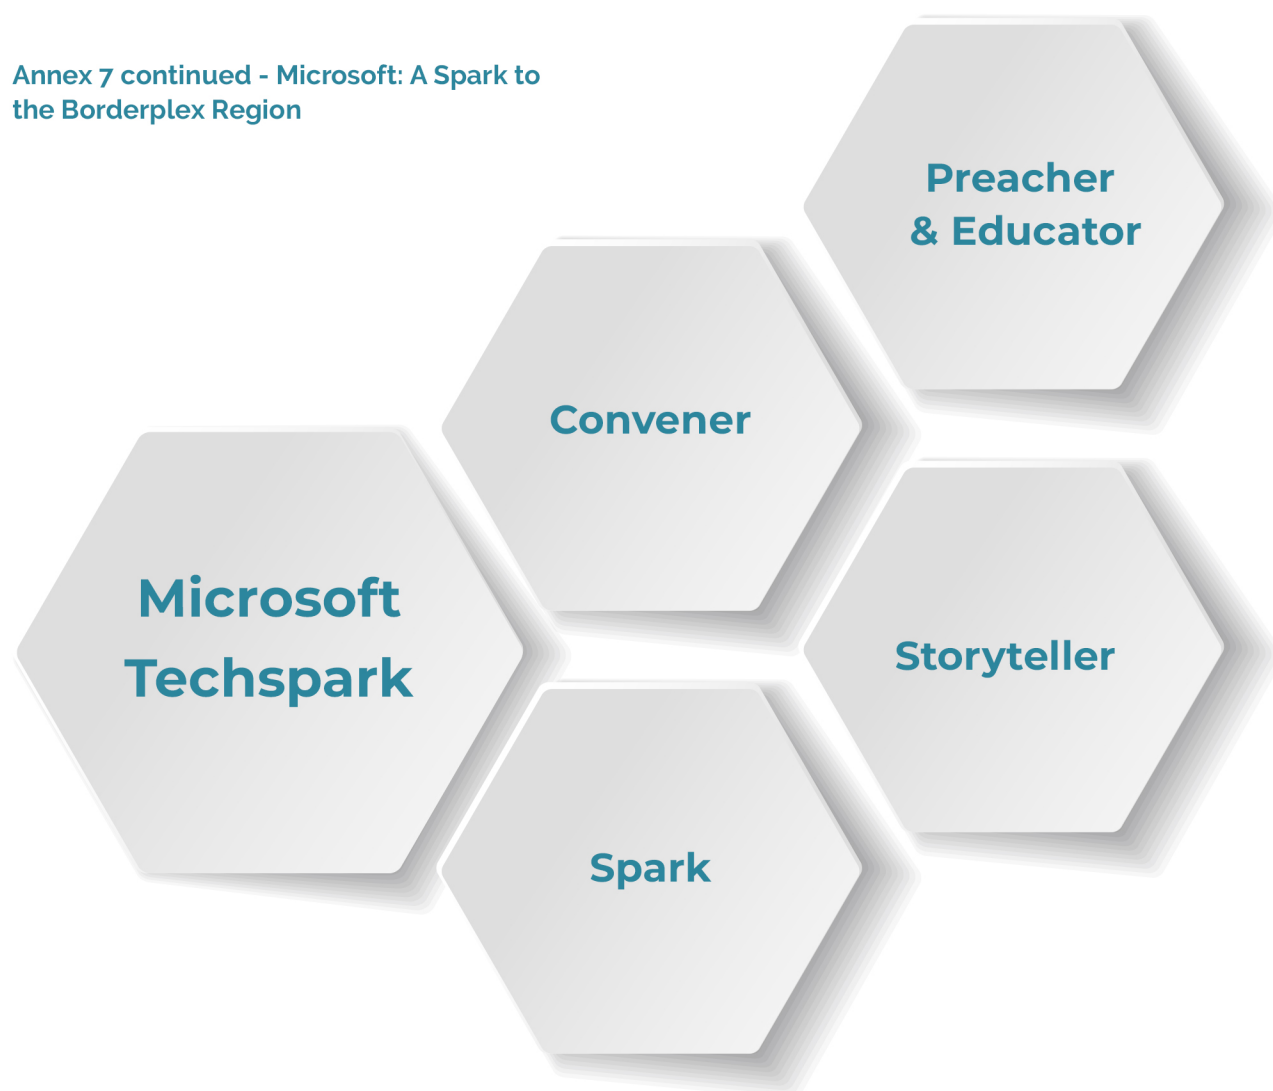 Annex 7 continued - Microsoft: A Spark to
the Borderplex Region
Preacher
& Educator
Convener
Microsoft
Techspark
Storyteller
Spark